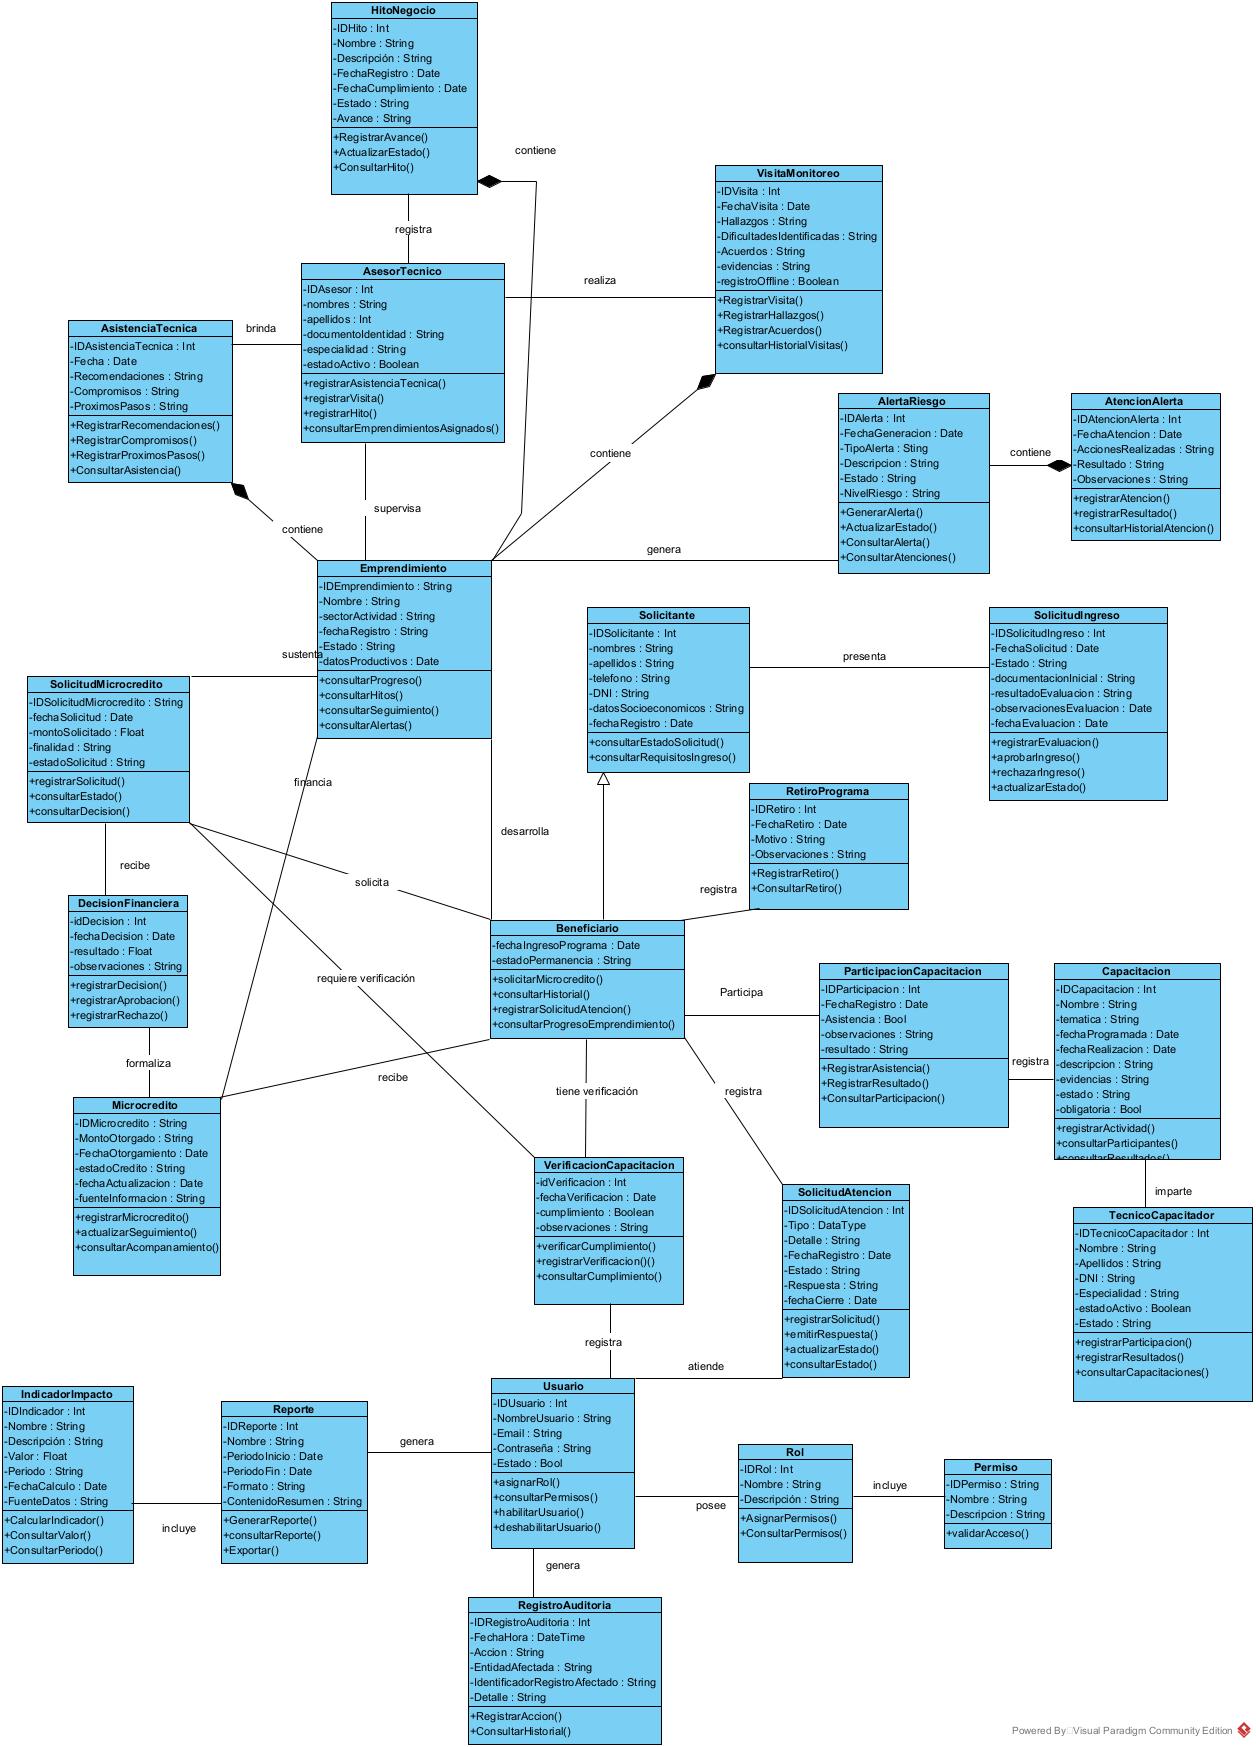 HitoNegocio
-IDHito : Int
-Nombre : String
-Descripción : String
-FechaRegistro : Date
-FechaCumplimiento : Date
-Estado : String
-Avance : String
+RegistrarAvance()
+ActualizarEstado()
+ConsultarHito()
contiene
registra
VisitaMonitoreo
-IDVisita : Int
-FechaVisita : Date
-Hallazgos : String
-DificultadesIdentificadas : String
-Acuerdos : String
-evidencias : String
-registroOffline : Boolean
+RegistrarVisita()
+RegistrarHallazgos()
+RegistrarAcuerdos()
+consultarHistorialVisitas()
AsesorTecnico
-IDAsesor : Int
-nombres : String
-apellidos : Int
-documentoIdentidad : String
-especialidad : String
-estadoActivo : Boolean
+registrarAsistenciaTecnica()
+registrarVisita()
+registrarHito()
+consultarEmprendimientosAsignados()
realiza
brinda
AsistenciaTecnica
-IDAsistenciaTecnica : Int
-Fecha : Date
-Recomendaciones : String
-Compromisos : String
-ProximosPasos : String
+RegistrarRecomendaciones()
+RegistrarCompromisos()
+RegistrarProximosPasos()
+ConsultarAsistencia()
contiene
supervisa
contiene
AlertaRiesgo
-IDAlerta : Int
-FechaGeneracion : Date
-TipoAlerta : Sting
-Descripcion : String
-Estado : String
-NivelRiesgo : String
+GenerarAlerta()
+ActualizarEstado()
+ConsultarAlerta()
+ConsultarAtenciones()
contiene
AtencionAlerta
-IDAtencionAlerta : Int
-FechaAtencion : Date
-AccionesRealizadas : String
-Resultado : String
-Observaciones : String
+registrarAtencion()
+registrarResultado()
+consultarHistorialAtencion()
genera
Emprendimiento
-IDEmprendimiento : String
-Nombre : String
-sectorActividad : String
-fechaRegistro : String
-Estado : String
-datosProductivos : Date
+consultarProgreso()
+consultarHitos()
+consultarSeguimiento()
+consultarAlertas()
sustenta
Solicitante
-IDSolicitante : Int
-nombres : String
-apellidos : String
-telefono : String
-DNI : String
-datosSocioeconomicos : String
-fechaRegistro : Date
+consultarEstadoSolicitud()
+consultarRequisitosIngreso()
presenta
SolicitudIngreso
-IDSolicitudIngreso : Int
-FechaSolicitud : Date
-Estado : String
-documentacionInicial : String
-resultadoEvaluacion : String
-observacionesEvaluacion : Date
-fechaEvaluacion : Date
+registrarEvaluacion()
+aprobarIngreso()
+rechazarIngreso()
+actualizarEstado()
SolicitudMicrocredito
-IDSolicitudMicrocredito : String
-fechaSolicitud : Date
-montoSolicitado : Float
-finalidad : String
-estadoSolicitud : String
+registrarSolicitud()
+consultarEstado()
+consultarDecision()
financia
desarrolla
recibe
solicita
RetiroPrograma
-IDRetiro : Int
-FechaRetiro : Date
-Motivo : String
-Observaciones : String
+RegistrarRetiro()
+ConsultarRetiro()
registra
DecisionFinanciera
-idDecision : Int
-fechaDecision : Date
-resultado : Float
-observaciones : String
+registrarDecision()
+registrarAprobacion()
+registrarRechazo()
requiere verificación
Beneficiario
-fechaIngresoPrograma : Date
-estadoPermanencia : String
+solicitarMicrocredito()
+consultarHistorial()
+registrarSolicitudAtencion()
+consultarProgresoEmprendimiento()
Participa
ParticipacionCapacitacion
-IDParticipacion : Int
-FechaRegistro : Date
-Asistencia : Bool
-observaciones : String
-resultado : String
+RegistrarAsistencia()
+RegistrarResultado()
+ConsultarParticipacion()
registra
Capacitacion
-IDCapacitacion : Int
-Nombre : String
-tematica : String
-fechaProgramada : Date
-fechaRealizacion : Date
-descripcion : String
-evidencias : String
-estado : String
-obligatoria : Bool
+registrarActividad()
+consultarParticipantes()
+consultarResultados()
formaliza
recibe
tiene verificación
registra
Microcredito
-IDMicrocredito : String
-MontoOtorgado : String
-FechaOtorgamiento : Date
-estadoCredito : String
-fechaActualizacion : Date
-fuenteInformacion : String
+registrarMicrocredito()
+actualizarSeguimiento()
+consultarAcompanamiento()
VerificacionCapacitacion
-idVerificacion : Int
-fechaVerificacion : Date
-cumplimiento : Boolean
-observaciones : String
+verificarCumplimiento()
+registrarVerificacion()()
+consultarCumplimiento()
SolicitudAtencion
-IDSolicitudAtencion : Int
-Tipo : DataType
-Detalle : String
-FechaRegistro : Date
-Estado : String
-Respuesta : String
-fechaCierre : Date
+registrarSolicitud()
+emitirRespuesta()
+actualizarEstado()
+consultarEstado()
imparte
TecnicoCapacitador
-IDTecnicoCapacitador : Int
-Nombre : String
-Apellidos : String
-DNI : String
-Especialidad : String
-estadoActivo : Boolean
-Estado : String
+registrarParticipacion()
+registrarResultados()
+consultarCapacitaciones()
registra
atiende
IndicadorImpacto
-IDIndicador : Int
-Nombre : String
-Descripción : String
-Valor : Float
-Periodo : String
-FechaCalculo : Date
-FuenteDatos : String
+CalcularIndicador()
+ConsultarValor()
+ConsultarPeriodo()
incluye
Reporte
-IDReporte : Int
-Nombre : String
-PeriodoInicio : Date
-PeriodoFin : Date
-Formato : String
-ContenidoResumen : String
+GenerarReporte()
+consultarReporte()
+Exportar()
genera
Usuario
-IDUsuario : Int
-NombreUsuario : String
-Email : String
-Contraseña : String
-Estado : Bool
+asignarRol()
+consultarPermisos()
+habilitarUsuario()
+deshabilitarUsuario()
posee
Rol
-IDRol : Int
-Nombre : String
-Descripción : String
+AsignarPermisos()
+ConsultarPermisos()
incluye
Permiso
-IDPermiso : String
-Nombre : String
-Descripcion : String
+validarAcceso()
genera
RegistroAuditoria
-IDRegistroAuditoria : Int
-FechaHora : DateTime
-Accion : String
-EntidadAfectada : String
-IdentificadorRegistroAfectado : String
-Detalle : String
+RegistrarAccion()
+ConsultarHistorial()
Powered By Visual Paradigm Community Edition